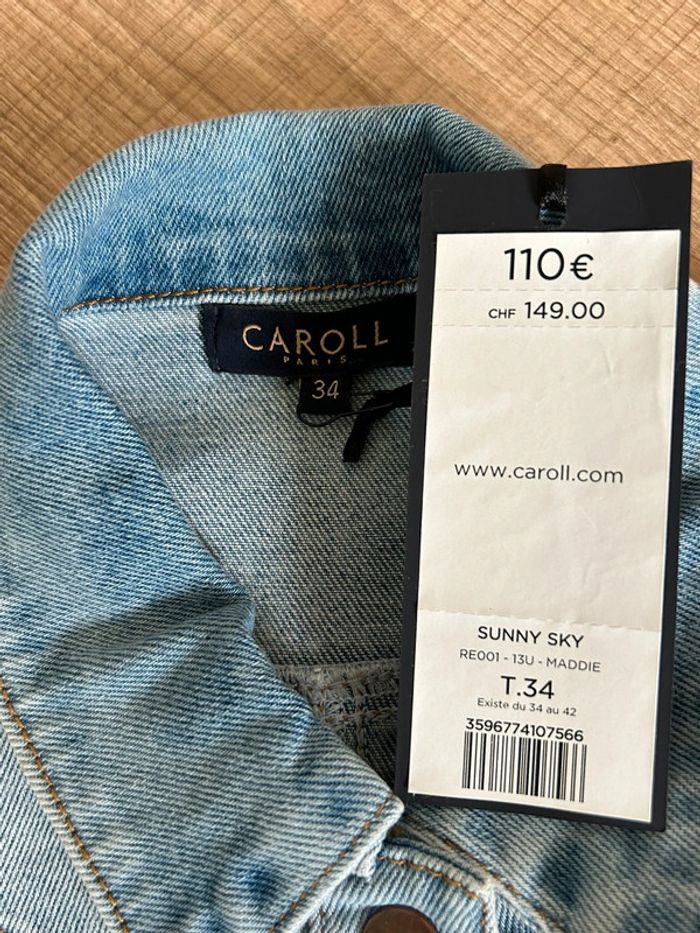 CAROLL
PARIS
34
110€
CHF 149.00
www.caroll.com
SUNNY SKY
RE001 - 13U - MADDIE
T.34
Existe du 34 au 42
3596774107566